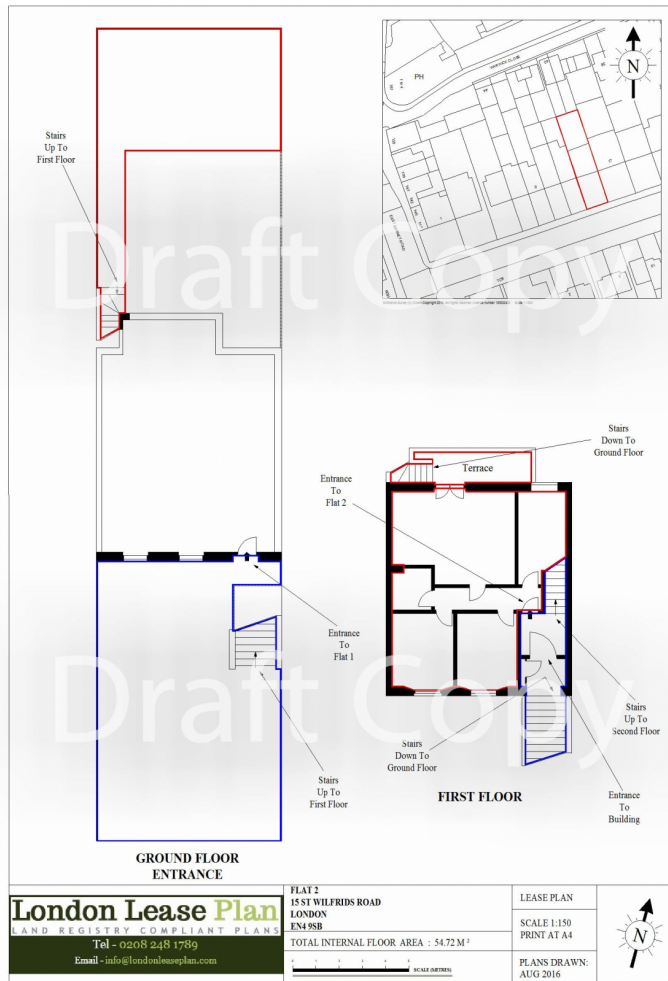 Stairs
Up To
First Floor
PH
WARWICK CLOSE
N
Draft Copy
Stairs
Down To
Ground Floor
Terrace
Entrance
To
Flat 2
Entrance
To
Flat 1
Draft Copy
Stairs
Up To
Second Floor
Stairs
Down To
Ground Floor
Stairs
Up To
First Floor
FIRST FLOOR
Entrance
To
Building
GROUND FLOOR
ENTRANCE
London Lease Plan
LAND REGISTRY COMPLIANT PLANS
Tel - 0208 248 1789
Email - info@londonleaseplan.com
FLAT 2
15 ST WILFRIDS ROAD
LONDON
EN4 9SB
TOTAL INTERNAL FLOOR AREA : 54.72 M²
SCALE (METRES)
LEASE PLAN
SCALE 1:150
PRINT AT A4
PLANS DRAWN:
AUG 2016
N